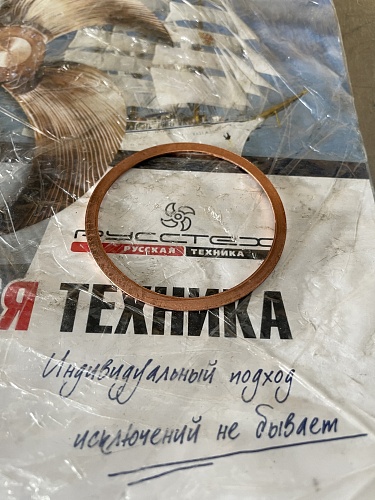 РУССТЕХ
РУССКАЯ ТЕХНИКА
Я ТЕХНИКА
Индивидуальный подход
исключений не бывает